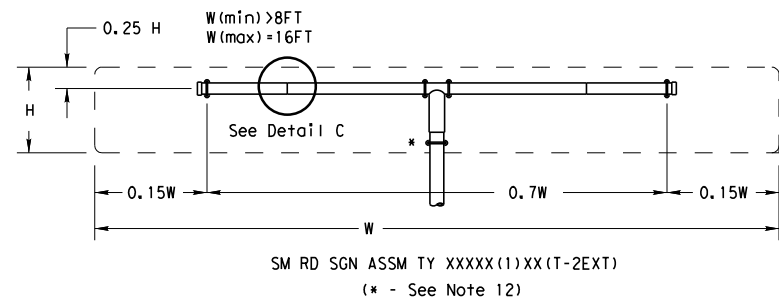 0.25 H
W(min) >8FT
W(max) =16FT
H
See Detail C
*
0.15W
0.7W
0.15W
W
SM RD SGN ASSM TY XXXXX(1)XX(T-2EXT)
(* - See Note 12)